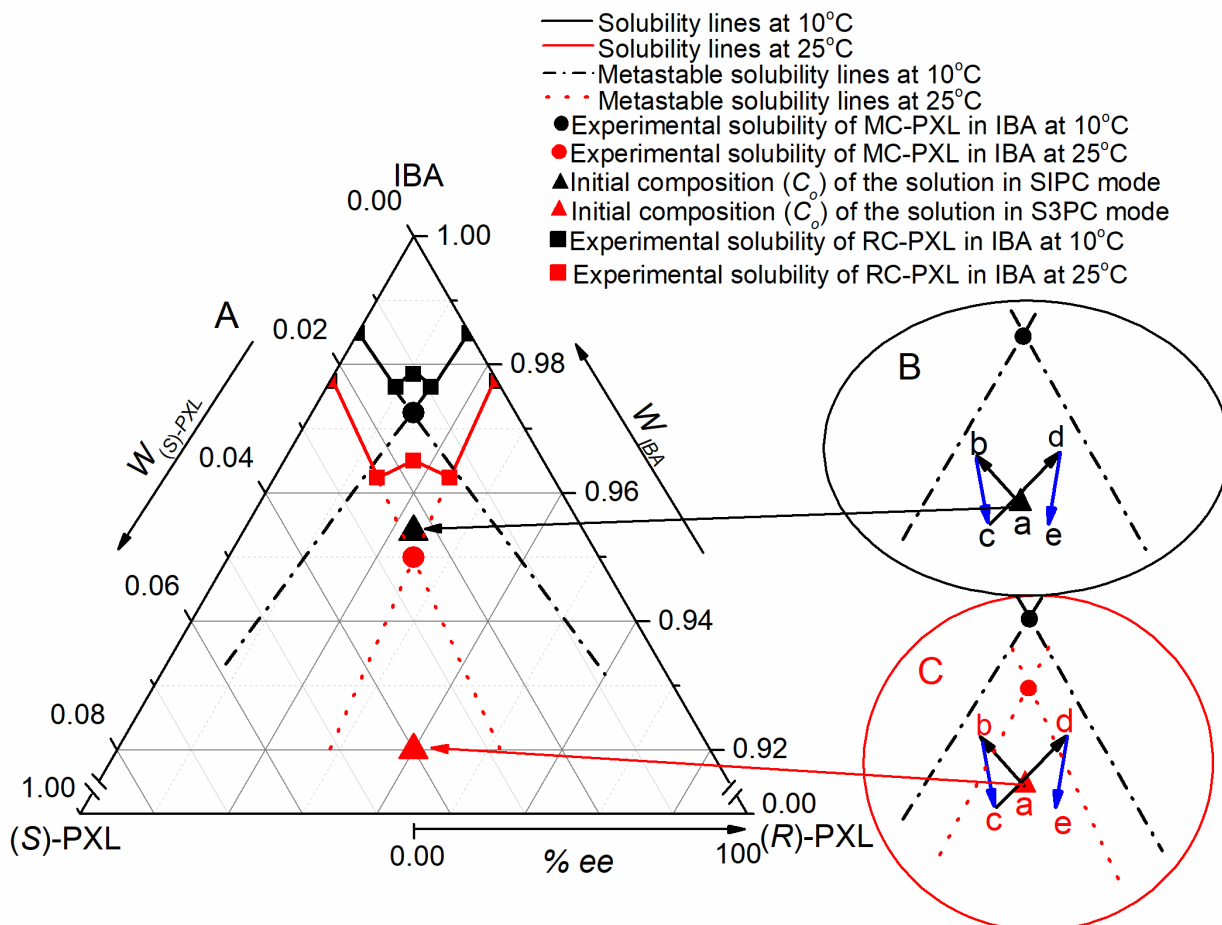 Solubility lines at 10°C
Solubility lines at 25°C
Metastable solubility lines at 10°C
Metastable solubility lines at 25°C
Experimental solubility of MC-PXL in IBA at 10°C
Experimental solubility of MC-PXL in IBA at 25°C
Initial composition (Co) of the solution in SIPC mode
Initial composition (Co) of the solution in S3PC mode
Experimental solubility of RC-PXL in IBA at 10°C
Experimental solubility of RC-PXL in IBA at 25°C
IBA
0.00
1.00
A
0.02
0.98
W(S)-PXL
WIBA
0.04
0.96
0.06
0.94
0.08
0.92
1.00
0.00
(S)-PXL
(R)-PXL
0.00
% ee
100
B
b
d
a
c
e
C
b
d
a
c
e